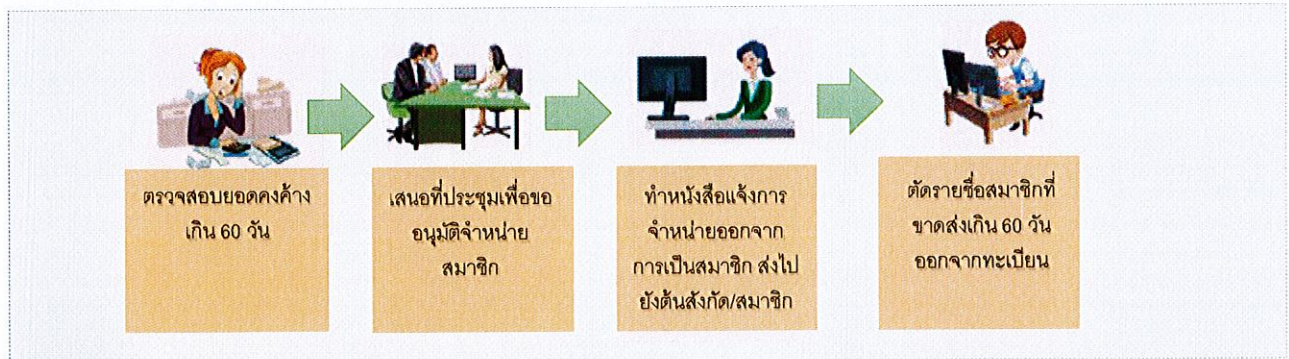 ตรวจสอบยอดคงค้าง
เกิน 60 วัน
เสนอที่ประชุมเพื่อขอ
อนุมัติจำหน่าย
สมาชิก
ทำหนังสือแจ้งการ
จำหน่ายออกจาก
การเป็นสมาชิก ส่งไป
ยังต้นสังกัด/สมาชิก
ตัดรายชื่อสมาชิกที่
ขาดส่งเกิน 60 วัน
ออกจากทะเบียน